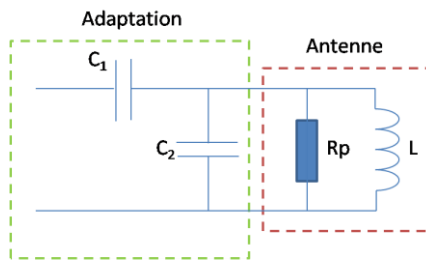 Adaptation
Antenne
C₁
C₂
Rp
L